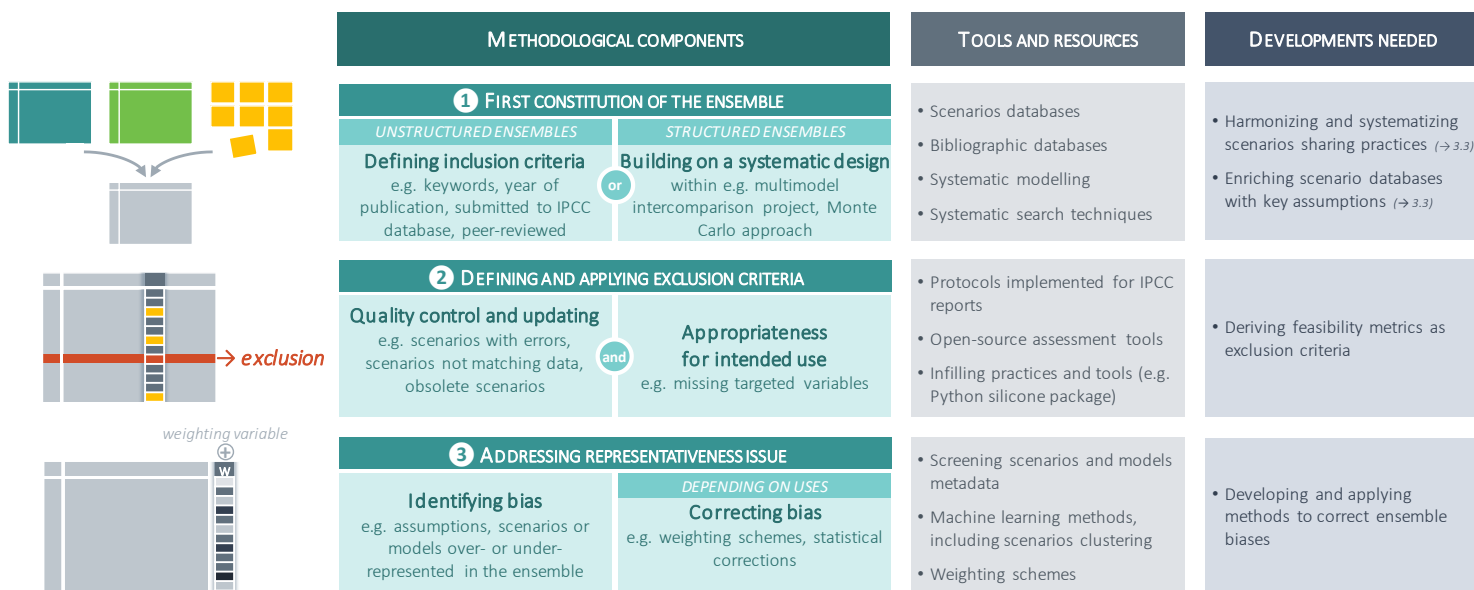 METHODOLOGICAL COMPONENTS
TOOLS AND RESOURCES
DEVELOPMENTS NEEDED
1 FIRST CONSTITUTION OF THE ENSEMBLE
UNSTRUCTURED ENSEMBLES
Defining inclusion criteria
e.g. keywords, year of
publication, submitted to IPCC
database, peer-reviewed
or
STRUCTURED ENSEMBLES
Building on a systematic design
within e.g. multimodel
intercomparison project, Monte
Carlo approach
• Scenarios databases
• Bibliographic databases
• Systematic modelling
• Systematic search techniques
• Harmonizing and systematizing
scenarios sharing practices (→ 3.3)
• Enriching scenario databases
with key assumptions (→ 3.3)
→ exclusion
2 DEFINING AND APPLYING EXCLUSION CRITERIA
Quality control and updating
e.g. scenarios with errors,
scenarios not matching data,
obsolete scenarios
and
Appropriateness
for intended use
e.g. missing targeted variables
• Protocols implemented for IPCC
reports
• Open-source assessment tools
• Infilling practices and tools (e.g.
Python silicone package)
• Deriving feasibility metrics as
exclusion criteria
weighting variable
+
W
3 ADDRESSING REPRESENTATIVENESS ISSUE
Identifying bias
e.g. assumptions, scenarios or
models over- or under-
represented in the ensemble
DEPENDING ON USES
Correcting bias
e.g. weighting schemes, statistical
corrections
• Screening scenarios and models
metadata
• Machine learning methods,
including scenarios clustering
• Weighting schemes
• Developing and applying
methods to correct ensemble
biases